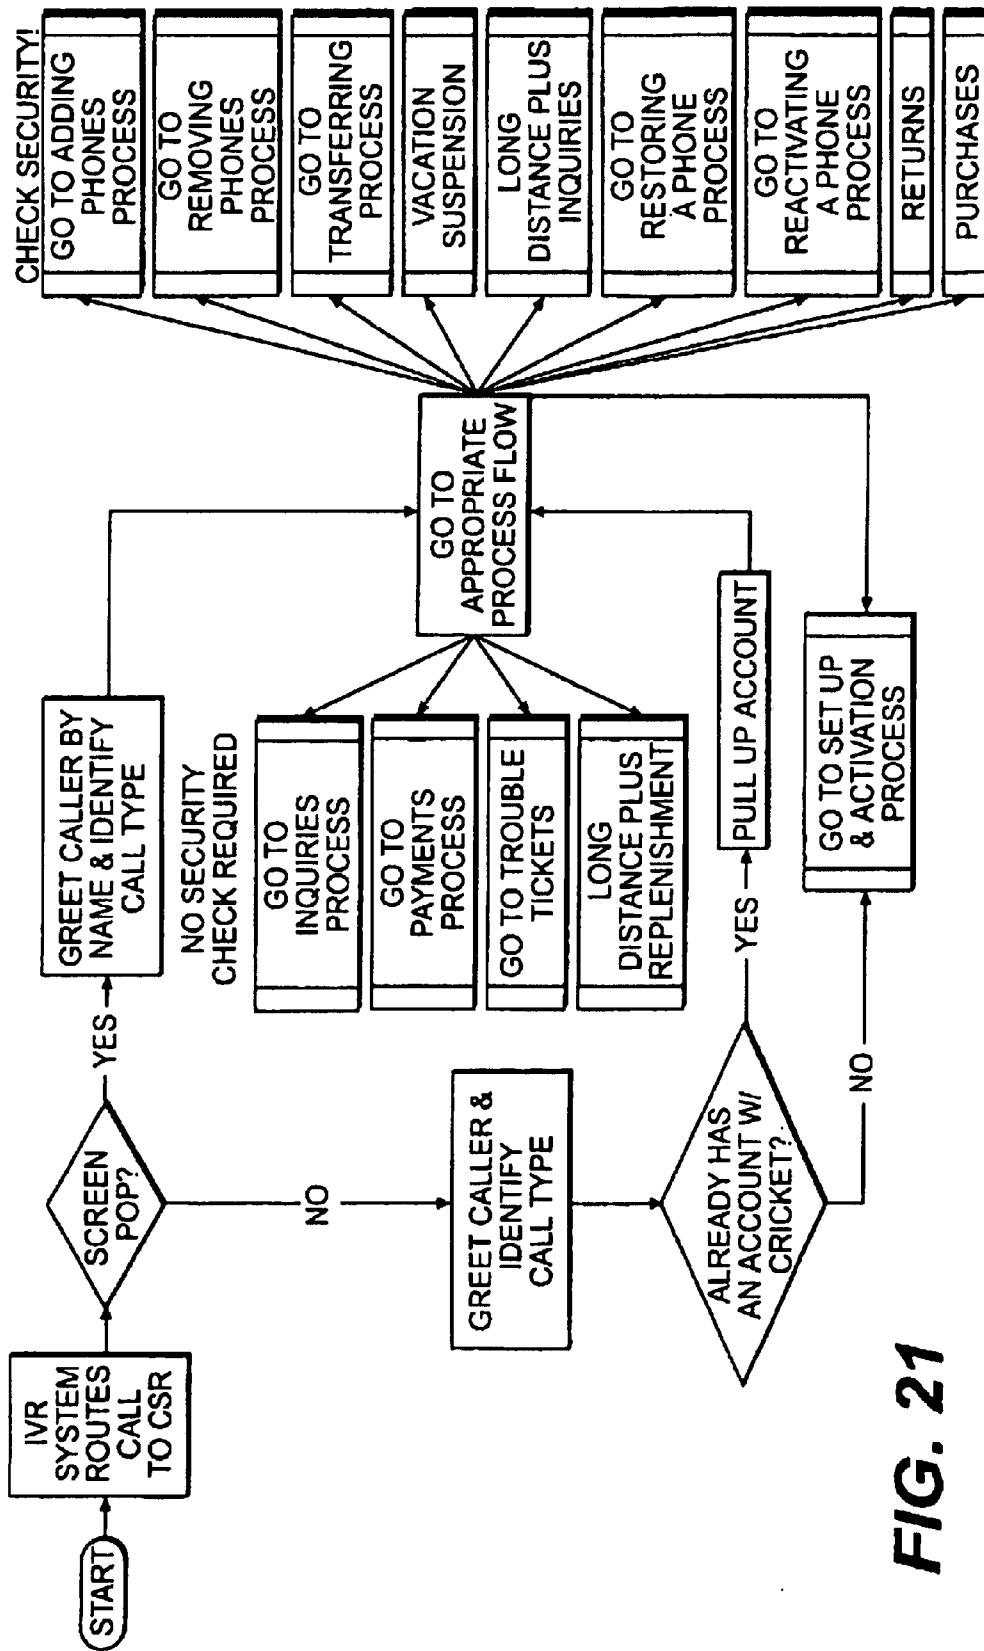 START
IVR
SYSTEM
ROUTES
CALL
TO CSR
SCREEN
POP?
YES
GREET CALLER BY
NAME & IDENTIFY
CALL TYPE
NO
GREET CALLER &
IDENTIFY
CALL TYPE
ALREADY HAS
AN ACCOUNT W/
CRICKET?
YES
PULL UP ACCOUNT
NO
GO TO SET UP
& ACTIVATION
PROCESS
GO TO
APPROPRIATE
PROCESS FLOW
NO SECURITY
CHECK REQUIRED
GO TO
INQUIRIES
PROCESS
GO TO
PAYMENTS
PROCESS
GO TO TROUBLE
TICKETS
LONG
DISTANCE PLUS
REPLENISHMENT
CHECK SECURITY!
GO TO ADDING
PHONES
PROCESS
GO TO
REMOVING
PHONES
PROCESS
GO TO
TRANSFERING
PROCESS
VACATION
SUSPENSION
LONG
DISTANCE PLUS
INQUIRIES
GO TO
RESTORING
A PHONE
PROCESS
GO TO
REACTIVATING
A PHONE
PROCESS
RETURNS
PURCHASES
FIG. 21